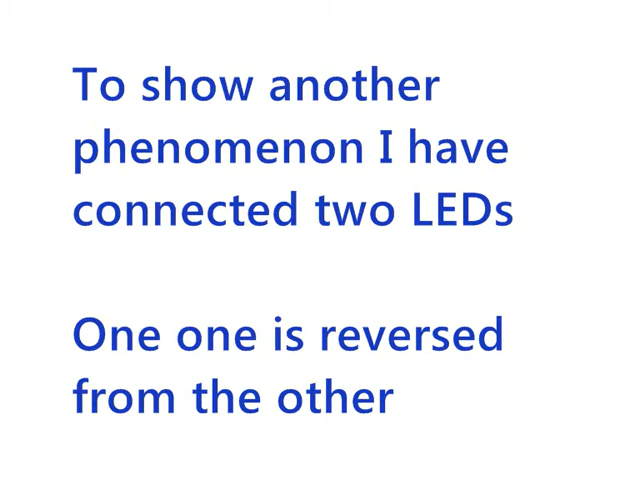 To show another
phenomenon I have
connected two LEDs
One one is reversed
from the other